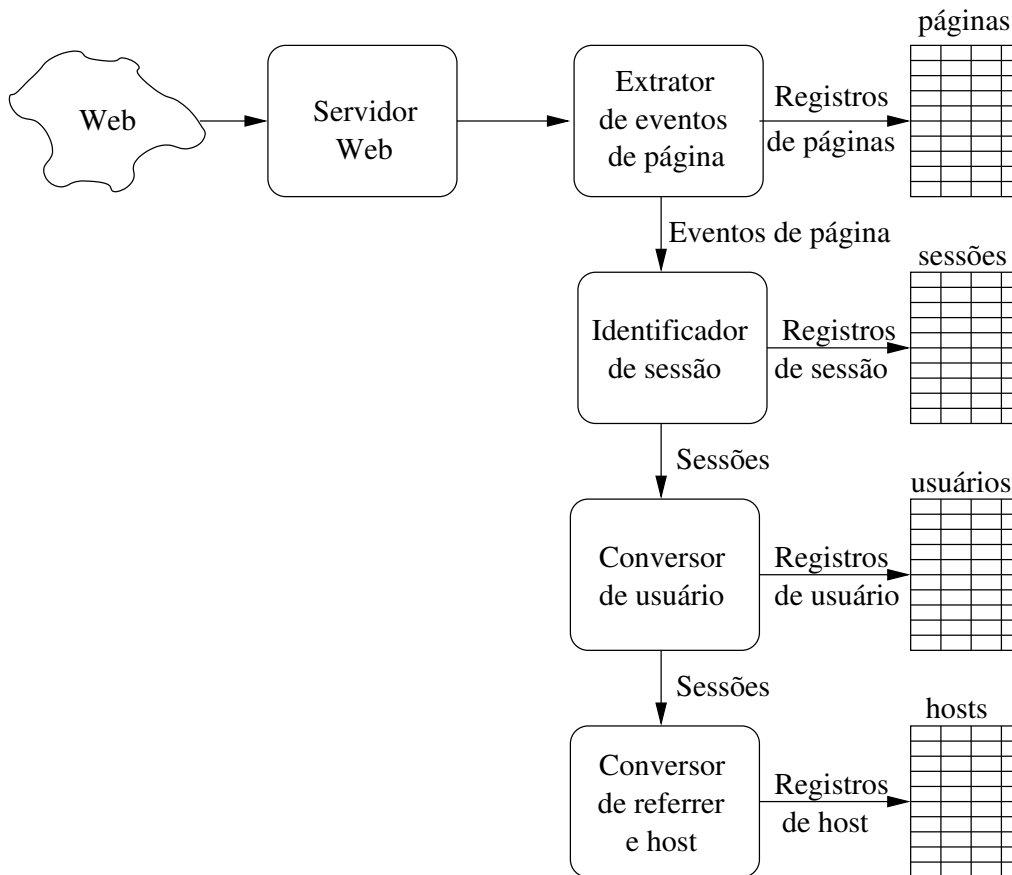 páginas
Web
Servidor
Web
Extrator
de eventos
de página
Registros
de páginas
Eventos de página
sessões
Identificador
de sessão
Registros
de sessão
Sessões
usuários
Conversor
de usuário
Registros
de usuário
Sessões
hosts
Conversor
de referrer
e host
Registros
de host